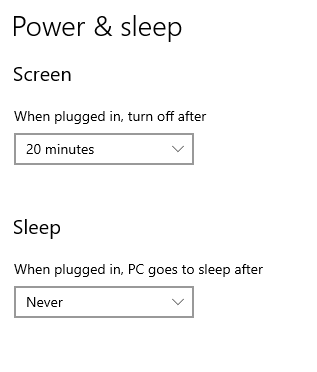 Power & sleep
Screen
When plugged in, turn off after
20 minutes
Sleep
When plugged in, PC goes to sleep after
Never